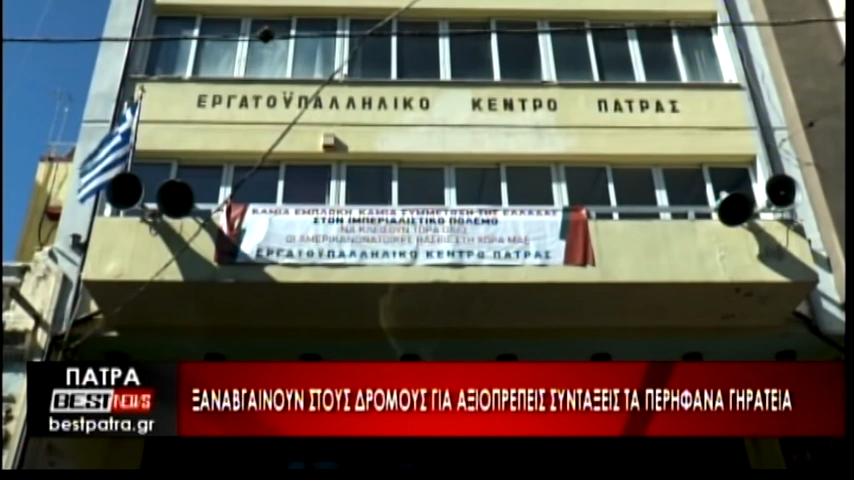 ΕΡΓΑΤΟΫΠΑΛΛΗΛΙΚΟ ΚΕΝΤΡΟ ΠΑΤΡΑΣ
ΚΑΜΙΑ ΕΜΠΛΟΚΗ ΚΑΜΙΑ ΣΥΜΜΕΤΟΧΗ ΤΗΣ ΕΛΛΑΔΑΣ
ΣΤΟΝ ΙΜΠΕΡΙΑΛΙΣΤΙΚΟ ΠΟΛΕΜΟ
ΝΑ ΚΛΕΙΣΟΥΝ ΤΩΡΑ ΟΛΕΣ
ΟΙ ΑΜΕΡΙΚΑΝΟΝΑΤΟΪΚΕΣ ΒΑΣΕΙΣ ΣΤΗ ΧΩΡΑ ΜΑΣ
ΕΡΓΑΤΟΫΠΑΛΛΗΛΙΚΟ ΚΕΝΤΡΟ ΠΑΤΡΑΣ
ΠΑΤΡΑ
BEST NEWS
bestpatra.gr
ΞΑΝΑΒΓΑΙΝΟΥΝ ΣΤΟΥΣ ΔΡΟΜΟΥΣ ΓΙΑ ΑΞΙΟΠΡΕΠΕΙΣ ΣΥΝΤΑΞΕΙΣ ΤΑ ΠΕΡΗΦΑΝΑ ΓΗΡΑΤΕΙΑ